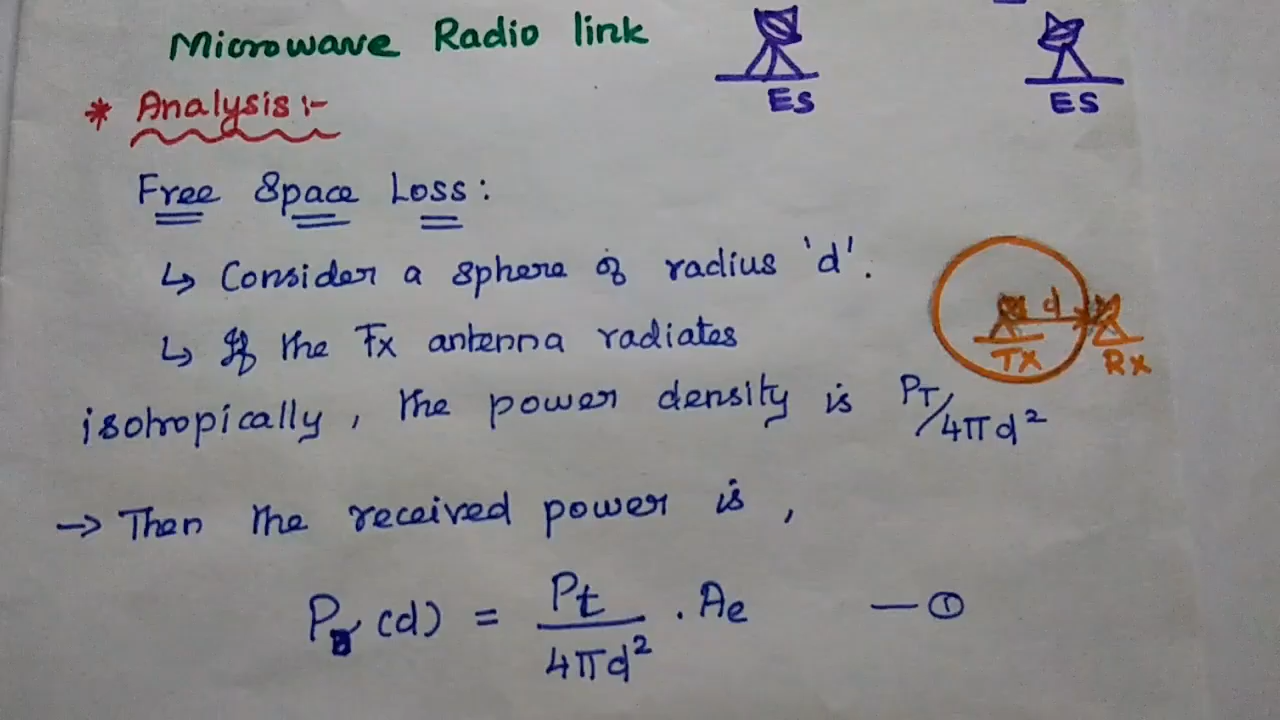 Microwave Radio link
ES ES
* Analysis :-
Free Space Loss :
↳ Consider a sphere of radius 'd'.
↳ If the Tx antenna radiates
d
TX RX
isotropically, the power density is PT/4πd²
→ Then the received power is,
Pr(d) = Pt/4πd² . Ae — ①